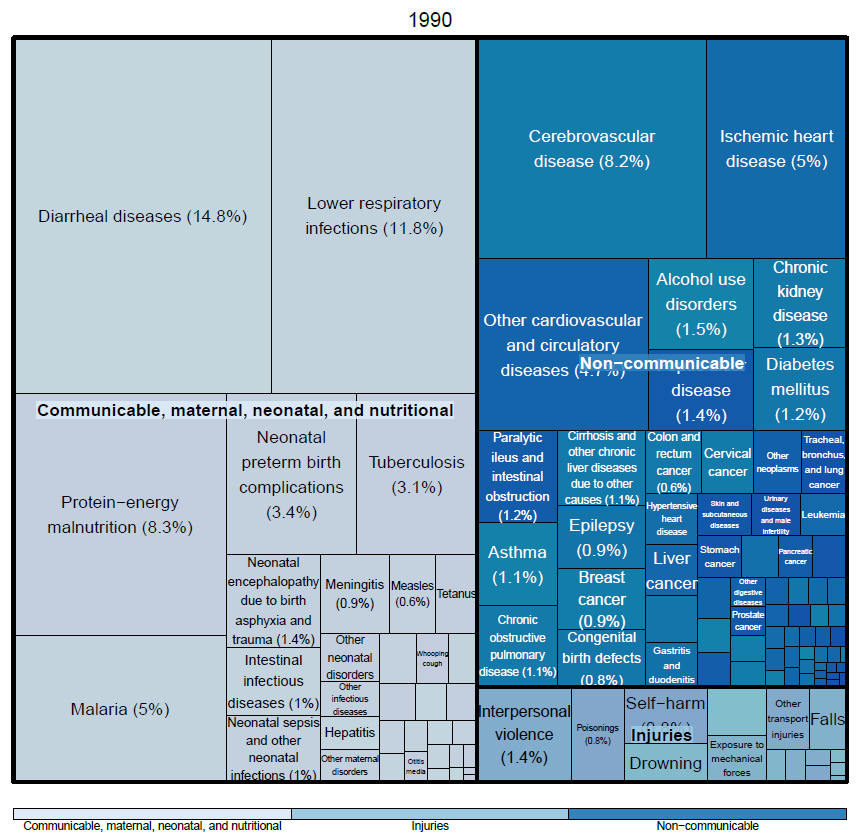 1990
Diarrheal diseases (14.8%)
Lower respiratory
infections (11.8%)
Communicable, maternal, neonatal, and nutritional
Protein−energy
malnutrition (8.3%)
Malaria (5%)
Neonatal
preterm birth
complications
(3.4%)
Tuberculosis
(3.1%)
Neonatal
encephalopathy
due to birth
asphyxia and
trauma (1.4%)
Intestinal
infectious
diseases (1%)
Neonatal sepsis
and other
neonatal
infections (1%)
Meningitis
(0.9%)
Measles
(0.6%)
Tetanus
Other
neonatal
disorders
Whooping
cough
Other
infectious
diseases
Hepatitis
Other maternal
disorders
Otitis
media
Cerebrovascular
disease (8.2%)
Ischemic heart
disease (5%)
Other cardiovascular
and circulatory
diseases (4.7%)
Non−communicable
Alcohol use
disorders
(1.5%)
disease
(1.4%)
Chronic
kidney
disease
(1.3%)
Diabetes
mellitus
(1.2%)
Paralytic
ileus and
intestinal
obstruction
(1.2%)
Asthma
(1.1%)
Chronic
obstructive
pulmonary
disease (1.1%)
Cirrhosis and
other chronic
liver diseases
due to other
causes (1.1%)
Epilepsy
(0.9%)
Breast
cancer
(0.9%)
Congenital
birth defects
(0.8%)
Colon and
rectum
cancer
(0.6%)
Cervical
cancer
Other
neoplasms
Tracheal,
bronchus,
and lung
cancer
Hypertensive
heart
disease
Skin and
subcutaneous
diseases
Urinary
diseases
and male
infertility
Leukemia
Liver
cancer
Stomach
cancer
Pancreatic
cancer
Other
digestive
diseases
Prostate
cancer
Gastritis
and
duodenitis
Interpersonal
violence
(1.4%)
Poisonings
(0.8%)
Self−harm
Injuries
Drowning
Exposure to
mechanical
forces
Other
transport
injuries
Falls
Communicable, maternal, neonatal, and nutritional
Injuries
Non−communicable